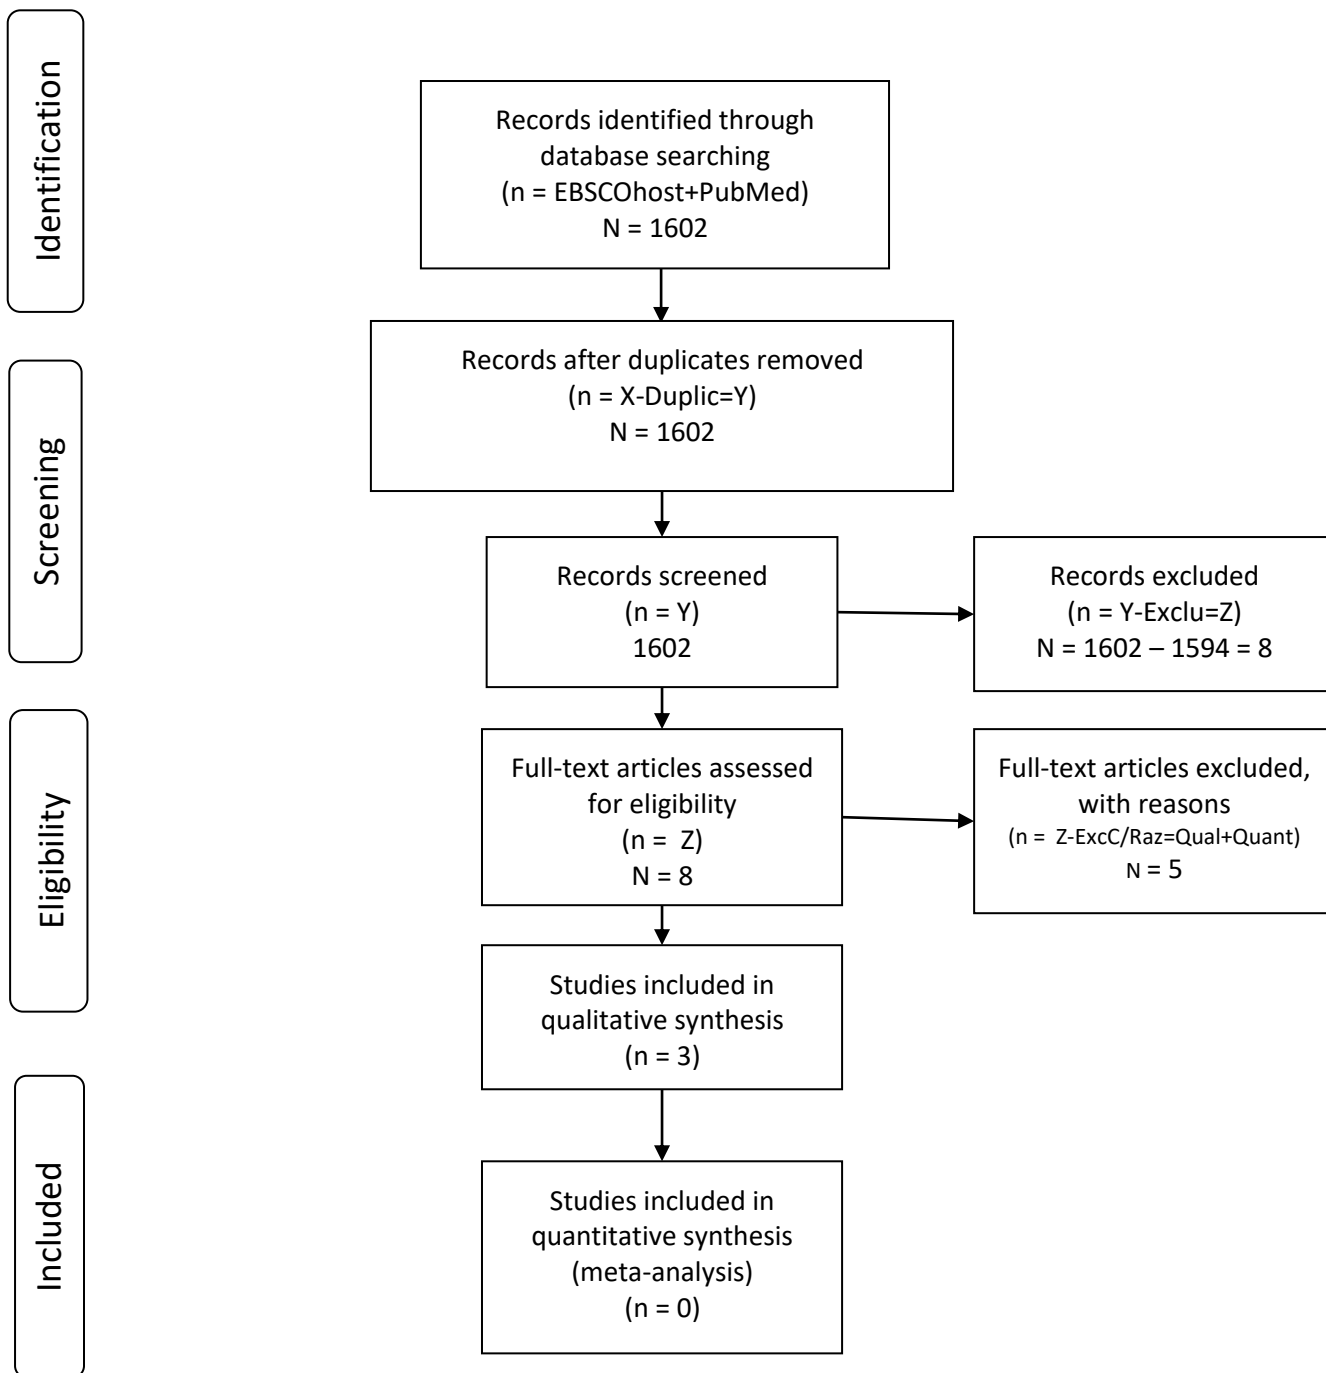 Identification
Records identified through
database searching
(n = EBSCOhost+PubMed)
N = 1602
Records after duplicates removed
(n = X-Duplic=Y)
N = 1602
Screening
Records screened
(n = Y)
1602
Records excluded
(n = Y-Exclu=Z)
N = 1602 – 1594 = 8
Eligibility
Full-text articles assessed
for eligibility
(n =  Z)
N = 8
Full-text articles excluded,
with reasons
(n =  Z-ExcC/Raz=Qual+Quant)
N = 5
Studies included in
qualitative synthesis
(n = 3)
Included
Studies included in
quantitative synthesis
(meta-analysis)
(n = 0)